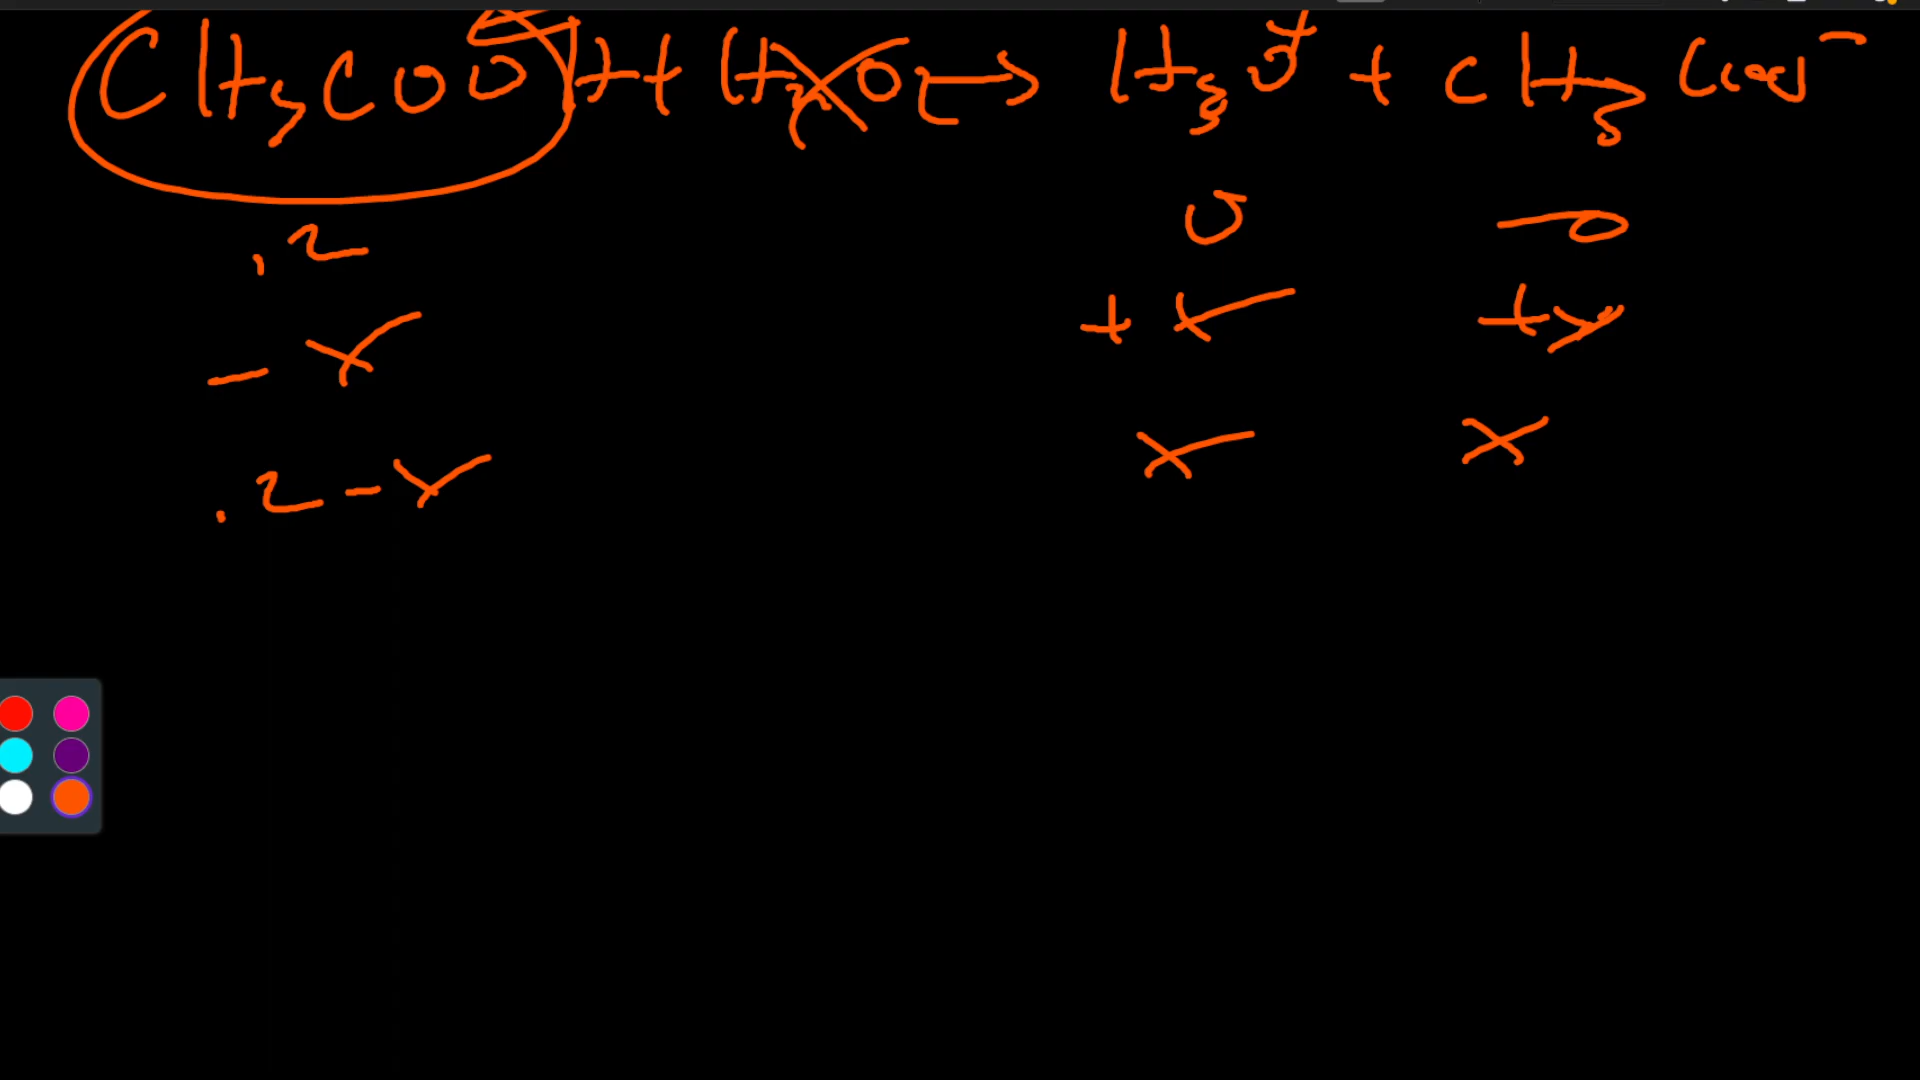 CH₃COOH + H₂O ⟷ H₃O⁺ + CH₃COO⁻
.2 0 0
- x + x + x
.2 - x x x